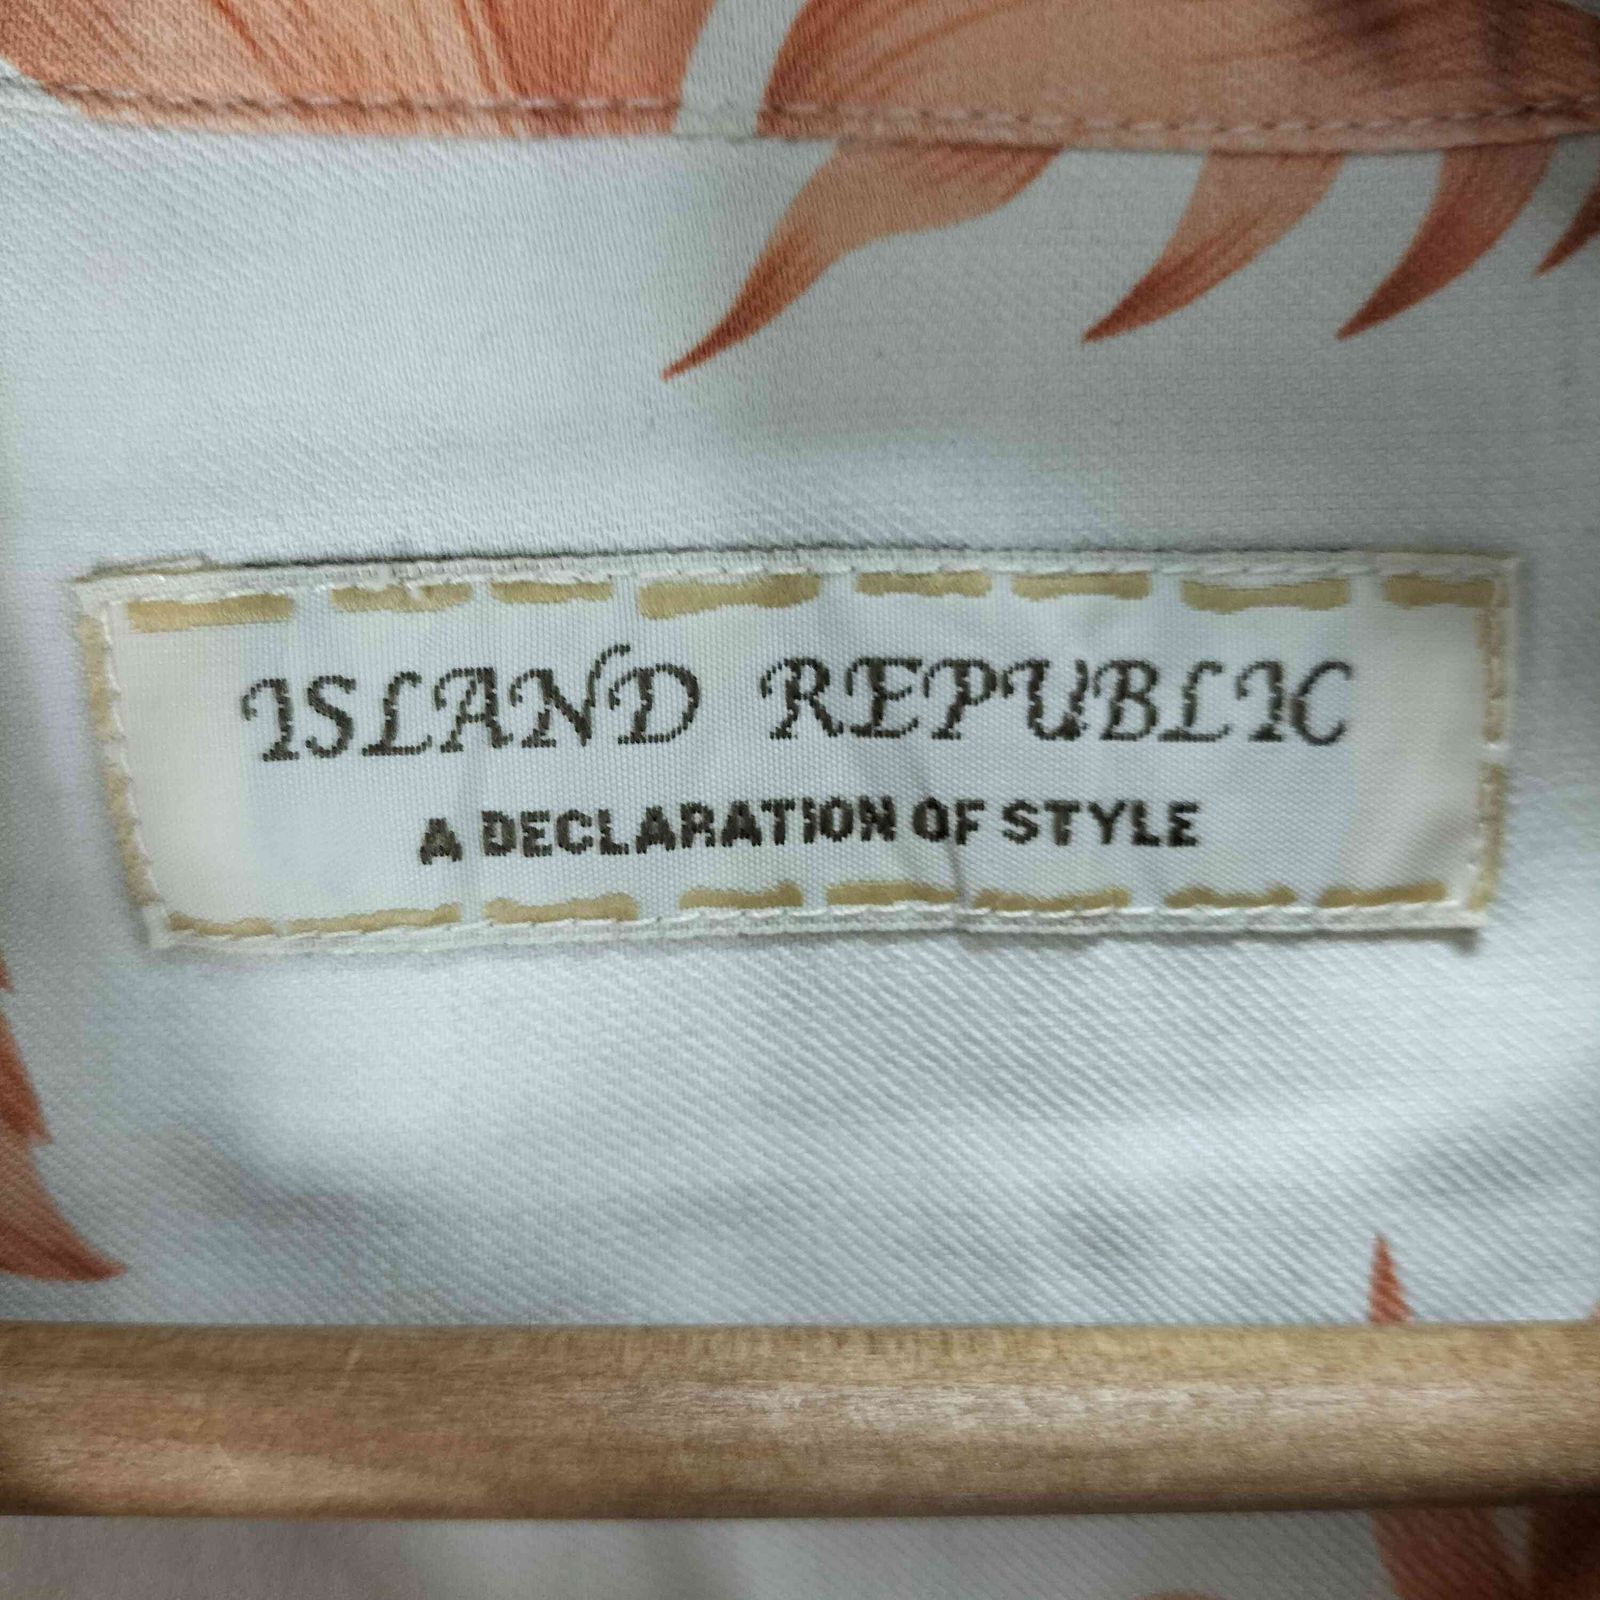 ISLAND REPUBLIC
A DECLARATION OF STYLE